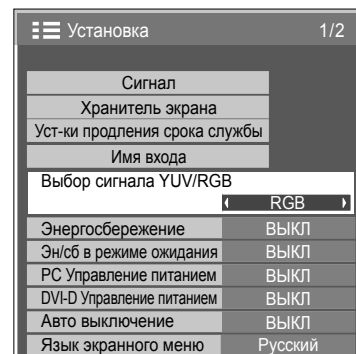 Установка 1/2
Сигнал
Хранитель экрана
Уст-ки продления срока службы
Имя входа
Выбор сигнала YUV/RGB
RGB
Энергосбережение ВЫКЛ
Эн/сб в режиме ожидания ВЫКЛ
PC Управление питанием ВЫКЛ
DVI-D Управление питанием ВЫКЛ
Авто выключение ВЫКЛ
Язык экранного меню Русский